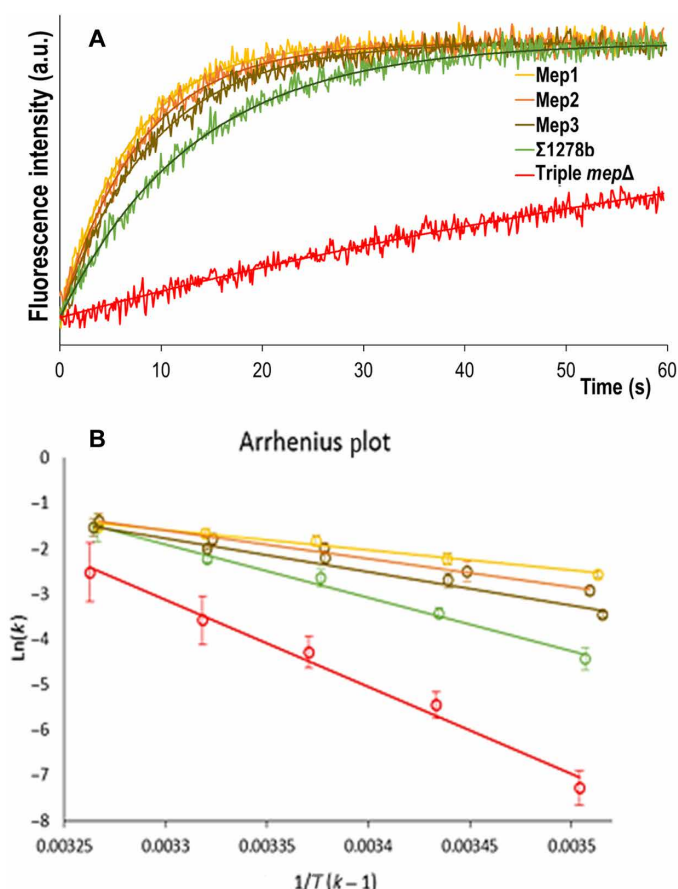 A
Fluorescence intensity (a.u.)
Mep1
Mep2
Mep3
Σ1278b
Triple mepΔ
0 10 20 30 40 50 60
Time (s)
B
Arrhenius plot
0
−1
−2
−3
−4
−5
−6
−7
−8
Ln(k)
0.00325 0.0033 0.00335 0.0034 0.00345 0.0035
1/T (k − 1)